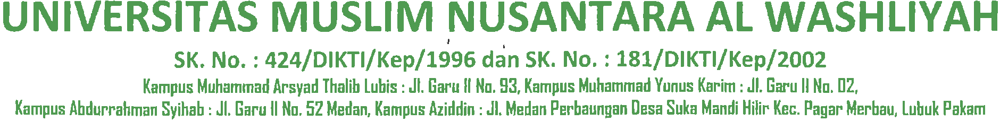 UNIVERSITAS MUSLIM NUSANTARA AL WASHLIYAH
SK. No. : 424/DIKTI/Kep/1996 dan SK. No. : 181/DIKTI/Kep/2002
Kampus Muhammad Arsyad Thalib Lubis : Jl. Garu II No. 93, Kampus Muhammad Yunus Karim : Jl. Garu II No. 02,
Kampus Abdurrahman Syihab : Jl. Garu II No. 52 Medan, Kampus Aziddin : Jl. Medan Perbaungan Desa Suka Mandi Hilir Kec. Pagar Merbau, Lubuk Pakam